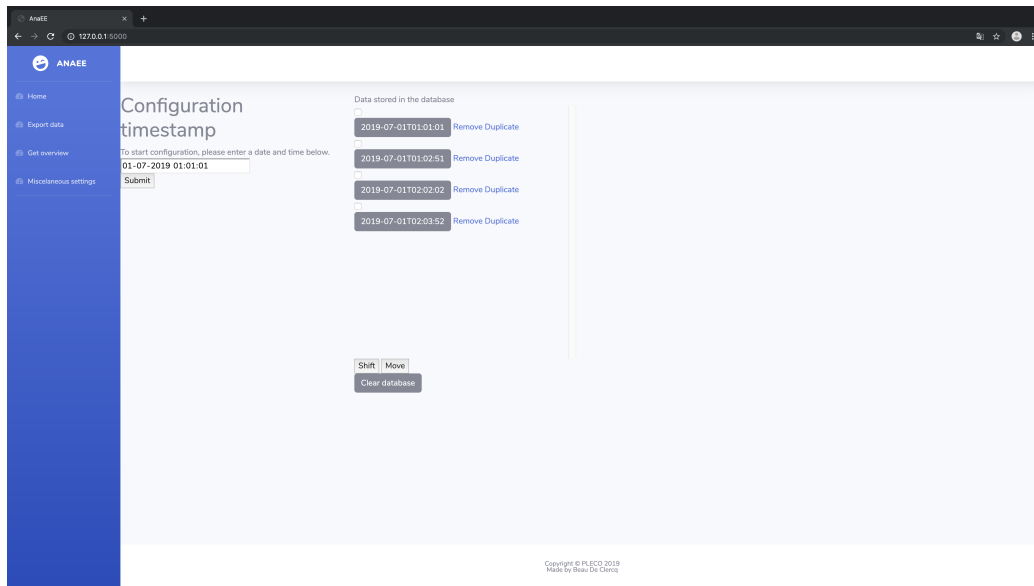 AnaEE
127.0.0.1:5000
ANAEE
Home
Export data
Get overview
Miscelaneous settings
Configuration
timestamp
To start configuration, please enter a date and time below.
01-07-2019 01:01:01
Submit
Data stored in the database
2019-07-01T01:01:01 Remove Duplicate
2019-07-01T01:02:51 Remove Duplicate
2019-07-01T02:02:02 Remove Duplicate
2019-07-01T02:03:52 Remove Duplicate
Shift Move
Clear database
Copyright © PLECO 2019
Made by Beau De Clercq